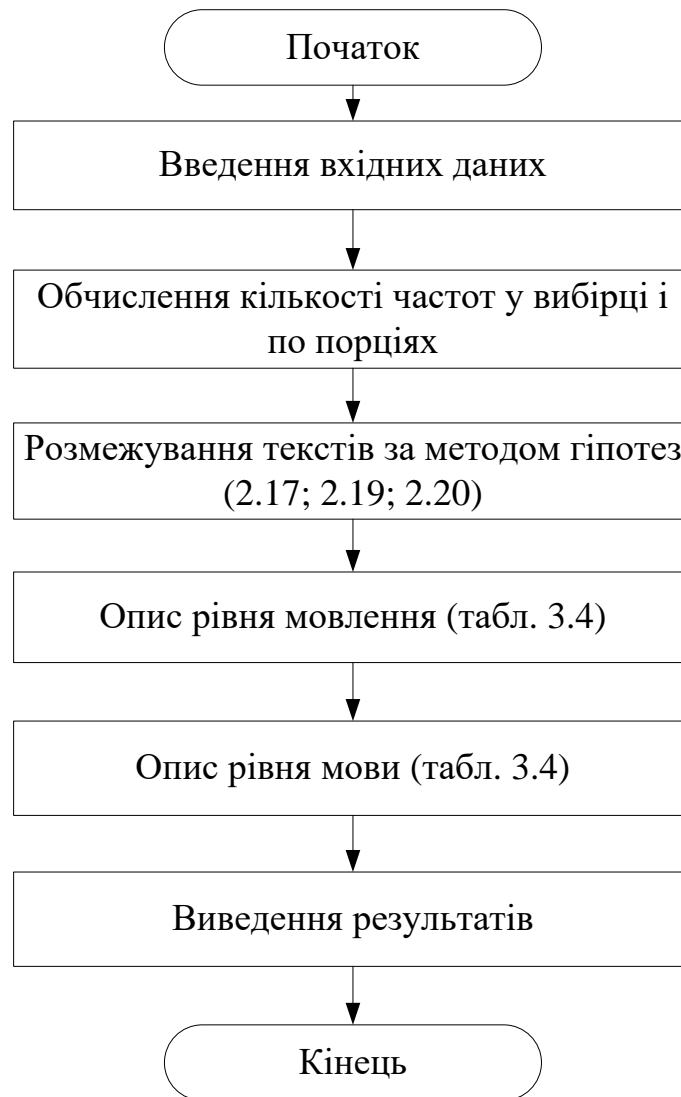 Початок
Введення вхідних даних
Обчислення кількості частот у вибірці і
по порціях
Розмежування текстів за методом гіпотез
(2.17; 2.19; 2.20)
Опис рівня мовлення (табл. 3.4)
Опис рівня мови (табл. 3.4)
Виведення результатів
Кінець